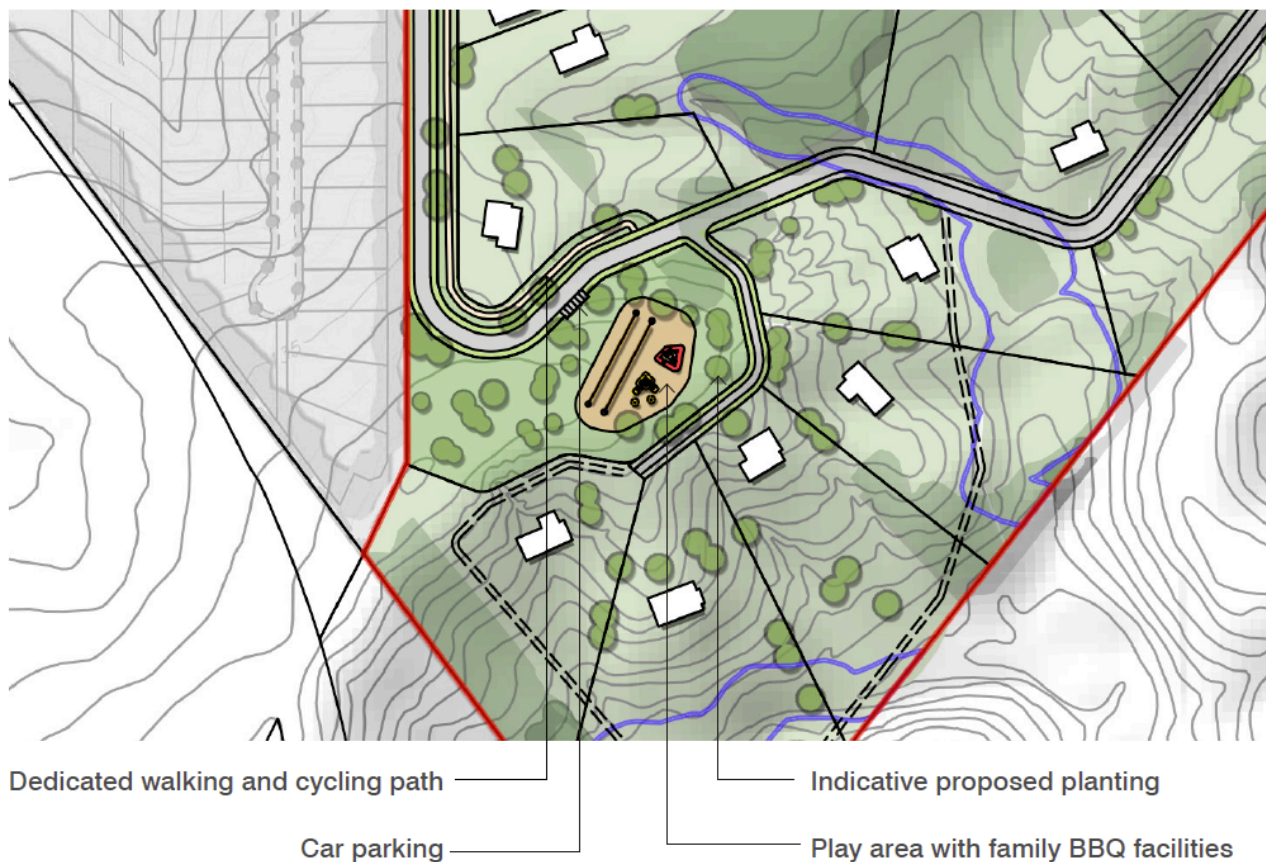 Dedicated walking and cycling path
Indicative proposed planting
Car parking
Play area with family BBQ facilities